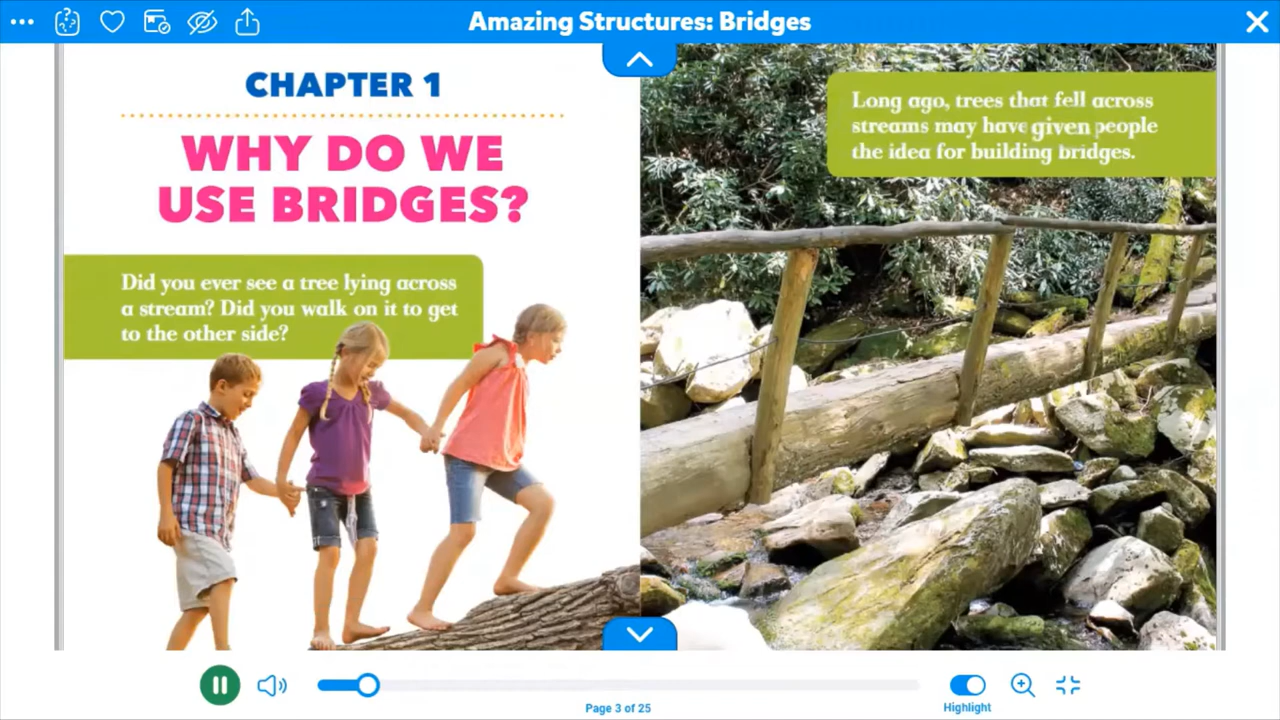 Amazing Structures: Bridges
CHAPTER 1
WHY DO WE
USE BRIDGES?
Did you ever see a tree lying across
a stream? Did you walk on it to get
to the other side?
Long ago, trees that fell across
streams may have given people
the idea for building bridges.
Page 3 of 25
Highlight